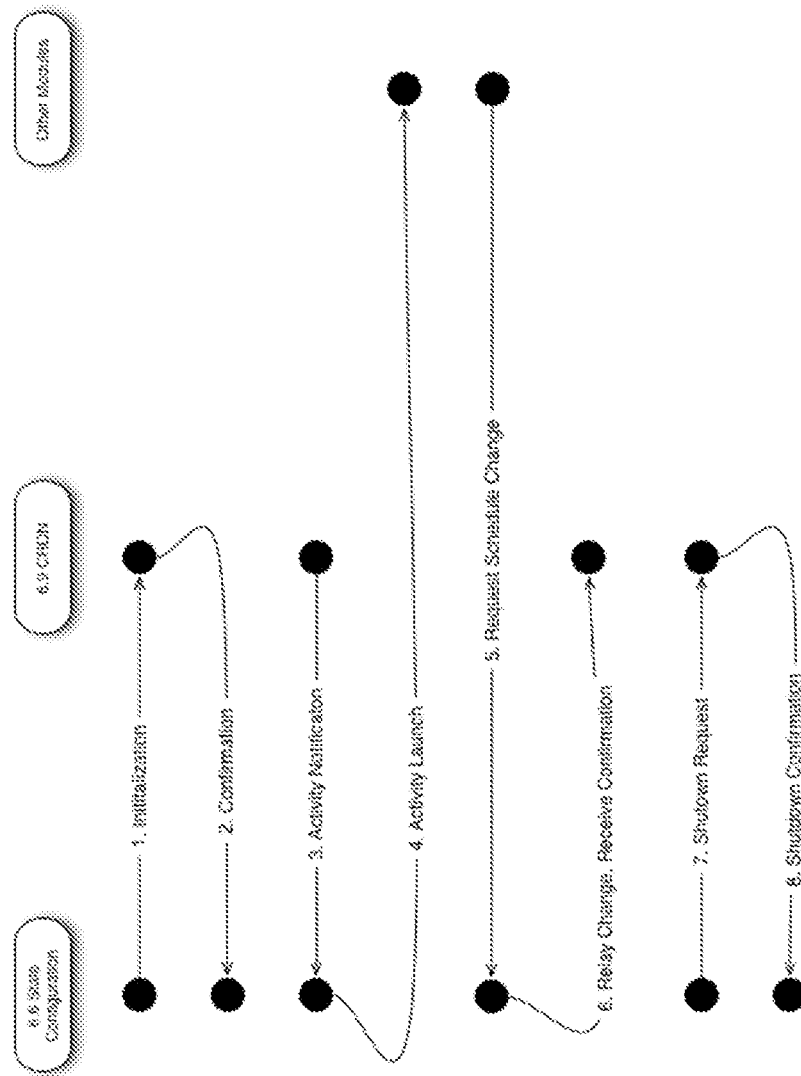 6.6 State
Configuration
6.9 CRON
Other Modules
1. Initialization
2. Confirmation
3. Activity Notification
4. Activity Launch
5. Request Schedule Change
6. Relay Change, Receive Confirmation
7. Shutown Request
8. Shutdown Confirmation